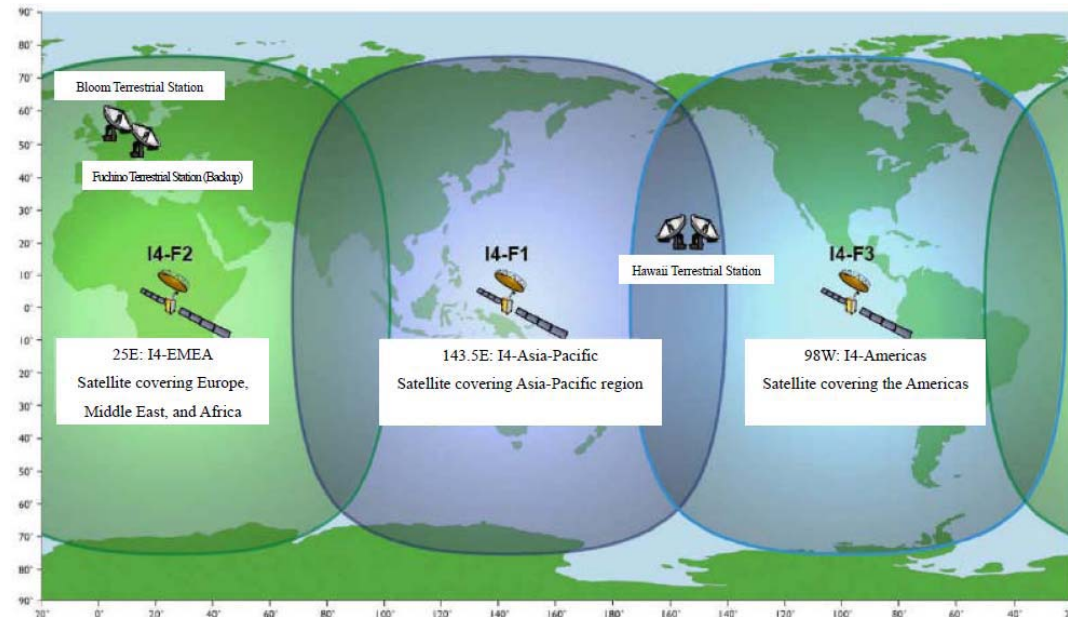 90°
80°
70°
60°
50°
40°
30°
20°
10°
0°
10°
20°
30°
40°
50°
60°
70°
80°
90°
Bloom Terrestrial Station
Fuchino Terrestrial Station (Backup)
Hawaii Terrestrial Station
I4-F2
I4-F1
I4-F3
25E: I4-EMEA
Satellite covering Europe,
Middle East, and Africa
143.5E: I4-Asia-Pacific
Satellite covering Asia-Pacific region
98W: I4-Americas
Satellite covering the Americas
20° 0° 20° 40° 60° 80° 100° 120° 140° 160° 180° 160° 140° 120° 100° 80° 60° 40° 20°